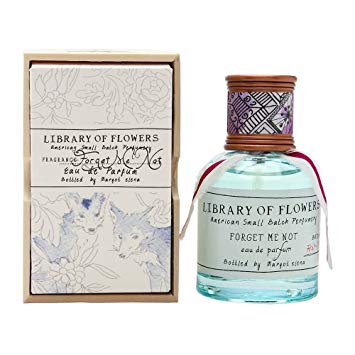 LIBRARY OF FLOWERS
American Small Batch Perfumery
FRAGRANCE Forget Me Not
Eau de Parfum
Bottled by Margot Elena
LIBRARY OF FLOWERS
American Small Batch Perfumery
FORGET ME NOT
eau de parfum
Bottled by Margot Elena